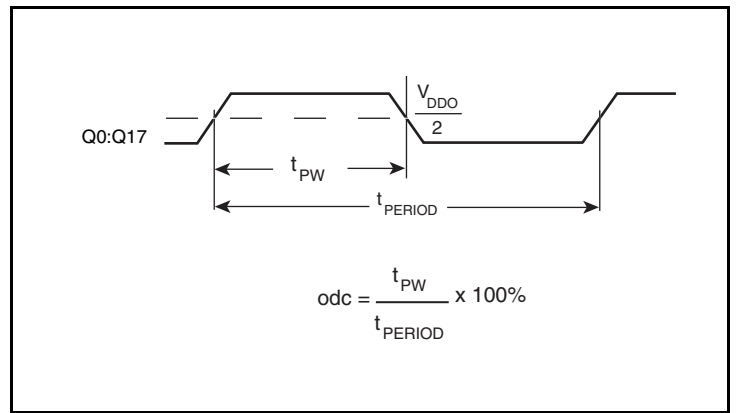 V_DDO
2
Q0:Q17
t_PW
t_PERIOD
odc = t_PW / t_PERIOD x 100%